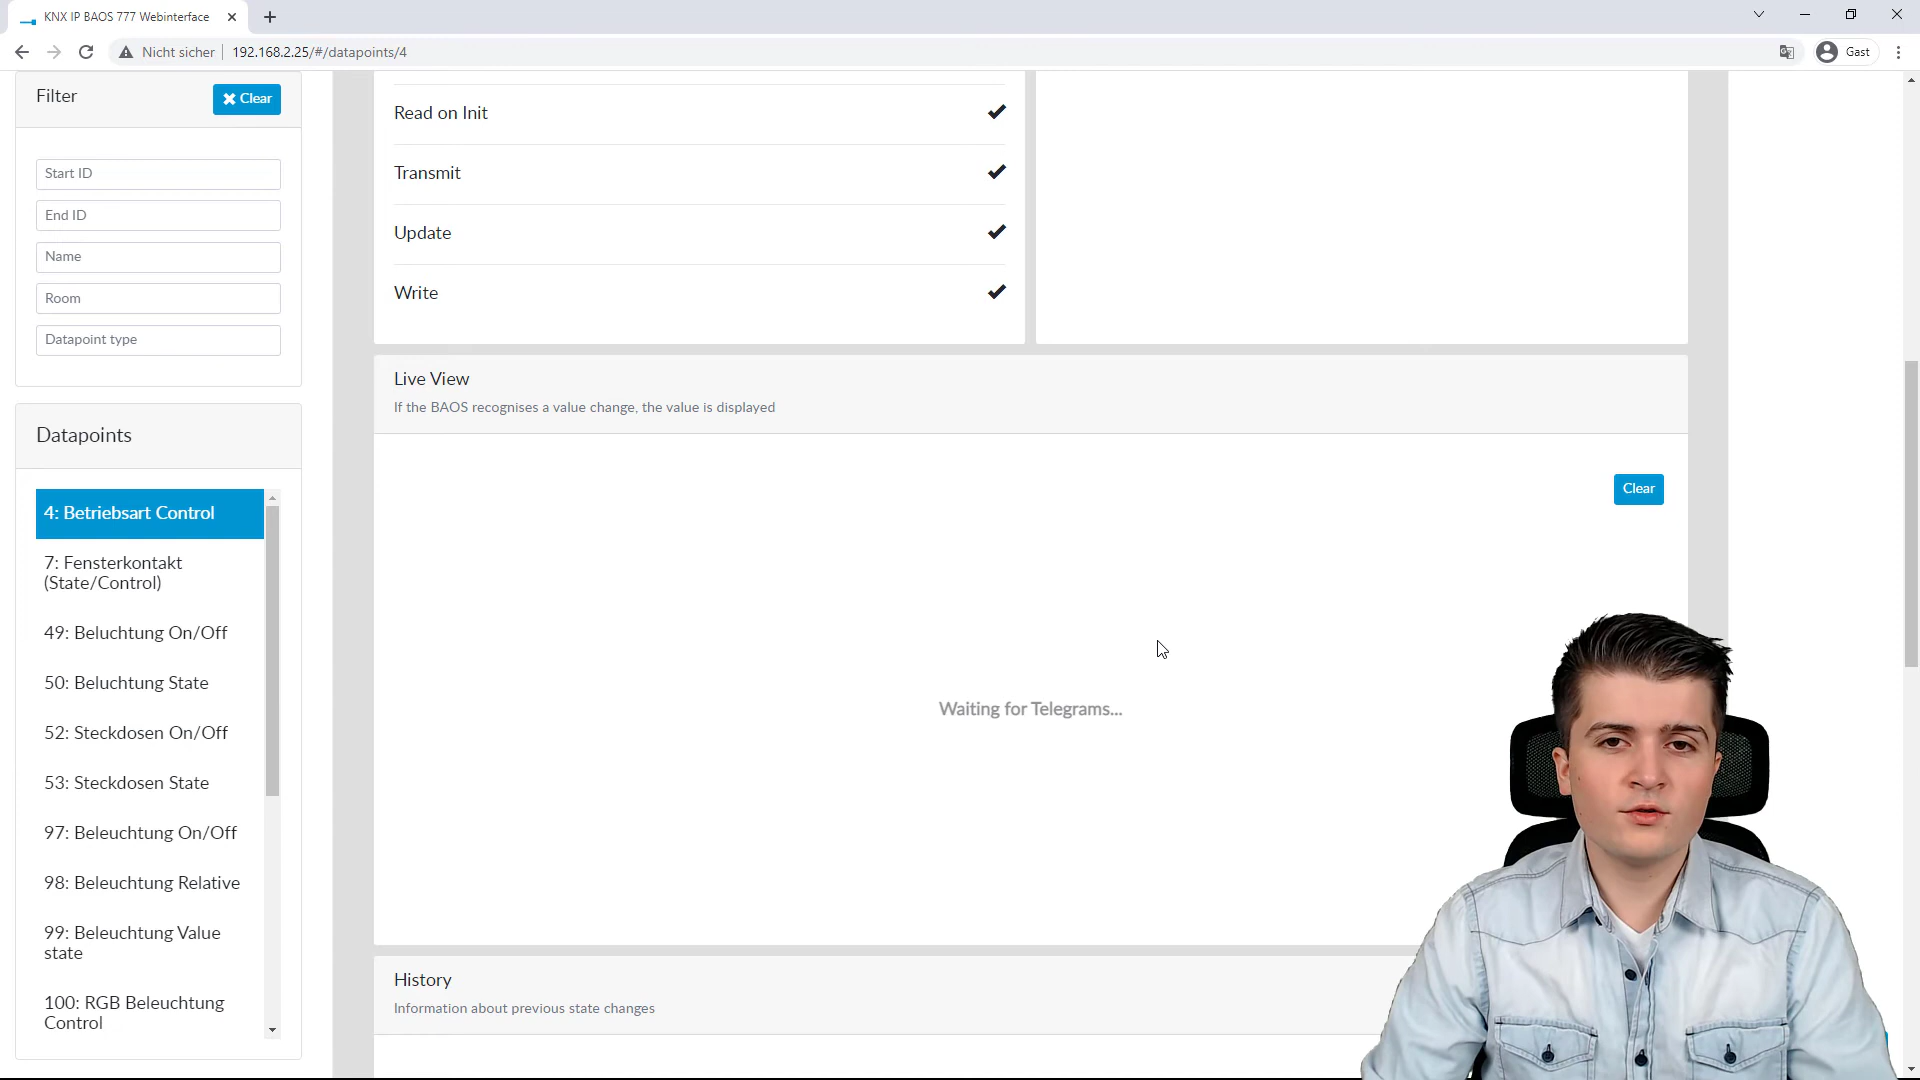 KNX IP BAOS 777 Webinterface
Nicht sicher
192.168.2.25/#/datapoints/4
Gast
Filter
Clear
Start ID
End ID
Name
Room
Datapoint type
Datapoints
4: Betriebsart Control
7: Fensterkontakt
(State/Control)
49: Beluchtung On/Off
50: Beluchtung State
52: Steckdosen On/Off
53: Steckdosen State
97: Beleuchtung On/Off
98: Beleuchtung Relative
99: Beleuchtung Value
state
100: RGB Beleuchtung
Control
Read on Init
Transmit
Update
Write
Live View
If the BAOS recognises a value change, the value is displayed
Clear
Waiting for Telegrams...
History
Information about previous state changes